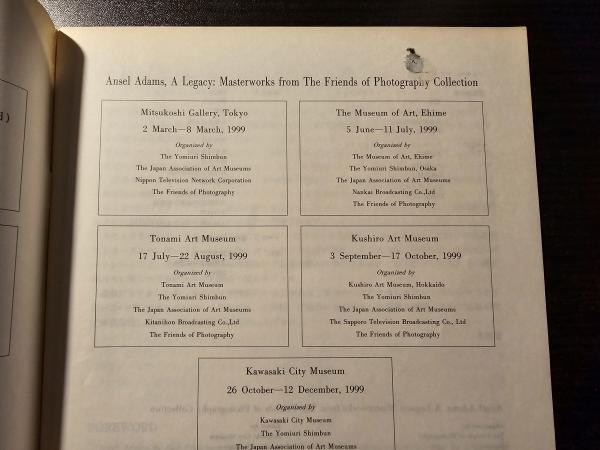 Ansel Adams, A Legacy: Masterworks from The Friends of Photography Collection
Mitsukoshi Gallery, Tokyo
2 March—8 March, 1999
Organized by
The Yomiuri Shimbun
The Japan Association of Art Museums
Nippon Television Network Corporation
The Friends of Photography
The Museum of Art, Ehime
5 June—11 July, 1999
Organized by
The Museum of Art, Ehime
The Yomiuri Shimbun, Osaka
The Japan Association of Art Museums
Nankai Broadcasting Co.,Ltd
The Friends of Photography
Tonami Art Museum
17 July—22 August, 1999
Organized by
Tonami Art Museum
The Yomiuri Shimbun
The Japan Association of Art Museums
Kitanihon Broadcasting Co.,Ltd
The Friends of Photography
Kushiro Art Museum
3 September—17 October, 1999
Organized by
Kushiro Art Museum, Hokkaido
The Yomiuri Shimbun
The Japan Association of Art Museums
The Sapporo Television Broadcasting Co., Ltd
The Friends of Photography
Kawasaki City Museum
26 October—12 December, 1999
Organized by
Kawasaki City Museum
The Yomiuri Shimbun
The Japan Association of Art Museums